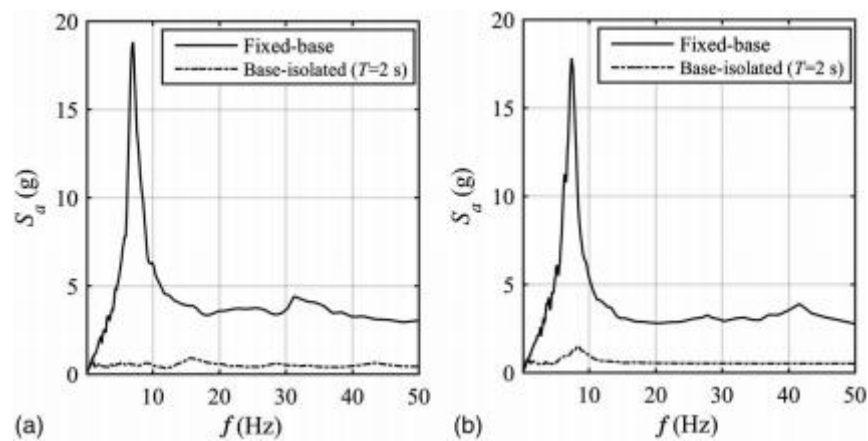 20
15
10
5
0
S_a (g)
Fixed-base
Base-isolated (T=2 s)
10 20 30 40 50
(a) f (Hz)
20
15
10
5
0
S_a (g)
Fixed-base
Base-isolated (T=2 s)
10 20 30 40 50
(b) f (Hz)